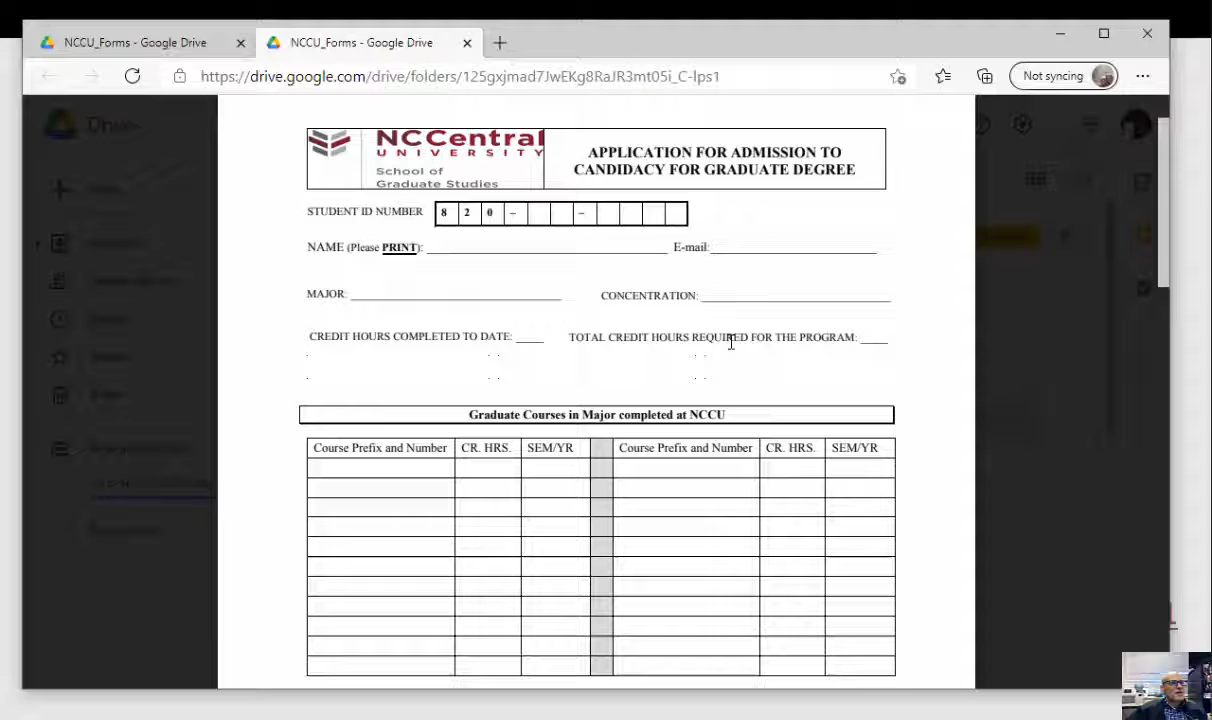 NCCU_Forms - Google Drive
NCCU_Forms - Google Drive
https://drive.google.com/drive/folders/125gxjmad7JwEKg8RaJR3mt05i_C-lps1
Not syncing
Drive
NCCentral
UNIVERSITY
School of
Graduate Studies
APPLICATION FOR ADMISSION TO
CANDIDACY FOR GRADUATE DEGREE
STUDENT ID NUMBER 8 2 0 – –
NAME (Please PRINT): E-mail:
MAJOR: CONCENTRATION:
CREDIT HOURS COMPLETED TO DATE: TOTAL CREDIT HOURS REQUIRED FOR THE PROGRAM:
Graduate Courses in Major completed at NCCU
Course Prefix and Number CR. HRS. SEM/YR Course Prefix and Number CR. HRS. SEM/YR